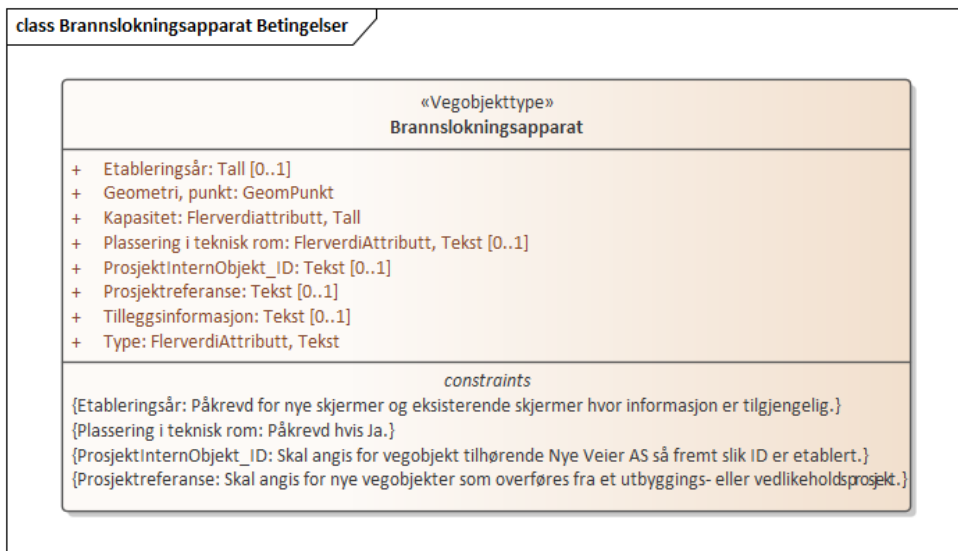 class Brannslokningsapparat Betingelser
«Vegobjekttype»
Brannslokningsapparat
+ Etableringsår: Tall [0..1]
+ Geometri, punkt: GeomPunkt
+ Kapasitet: Flerverdiattributt, Tall
+ Plassering i teknisk rom: FlerverdiAttributt, Tekst [0..1]
+ ProsjektInternObjekt_ID: Tekst [0..1]
+ Prosjektreferanse: Tekst [0..1]
+ Tilleggsinformasjon: Tekst [0..1]
+ Type: FlerverdiAttributt, Tekst
constraints
{Etableringsår: Påkrevd for nye skjermer og eksisterende skjermer hvor informasjon er tilgjengelig.}
{Plassering i teknisk rom: Påkrevd hvis Ja.}
{ProsjektInternObjekt_ID: Skal angis for vegobjekt tilhørende Nye Veier AS så fremt slik ID er etablert.}
{Prosjektreferanse: Skal angis for nye vegobjekter som overføres fra et utbyggings- eller vedlikeholdsprosjekt.}